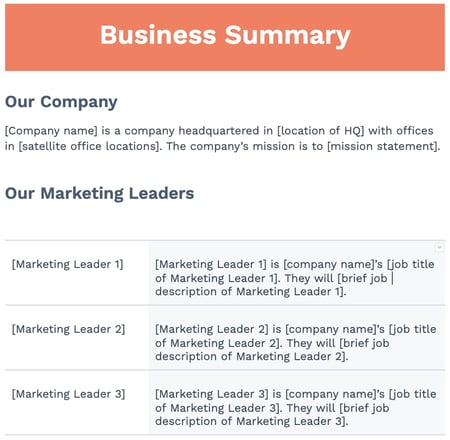 Business Summary
Our Company
[Company name] is a company headquartered in [location of HQ] with offices
in [satellite office locations]. The company's mission is to [mission statement].
Our Marketing Leaders
[Marketing Leader 1]
[Marketing Leader 1] is [company name]'s [job title
of Marketing Leader 1]. They will [brief job
description of Marketing Leader 1].
[Marketing Leader 2]
[Marketing Leader 2] is [company name]'s [job title
of Marketing Leader 2]. They will [brief job
description of Marketing Leader 2].
[Marketing Leader 3]
[Marketing Leader 3] is [company name]'s [job title
of Marketing Leader 3]. They will [brief job
description of Marketing Leader 3].